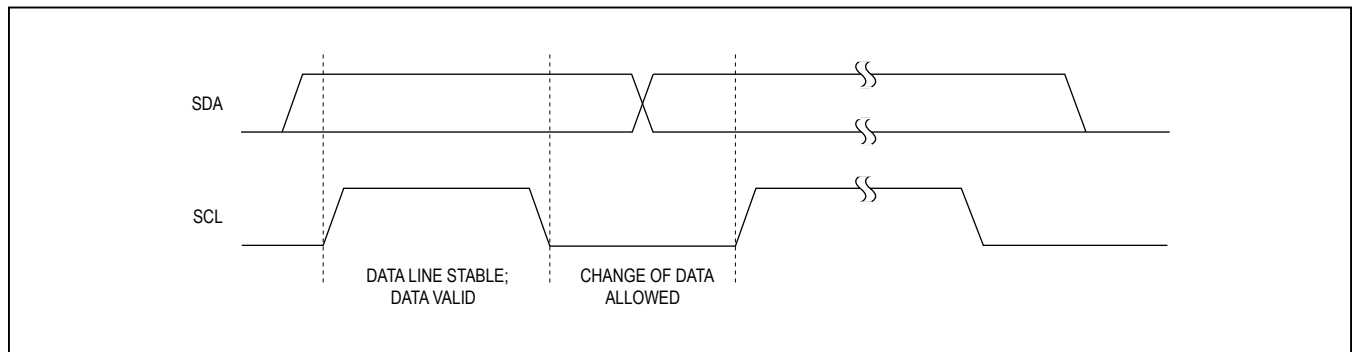 SDA
SCL
DATA LINE STABLE;
DATA VALID
CHANGE OF DATA
ALLOWED